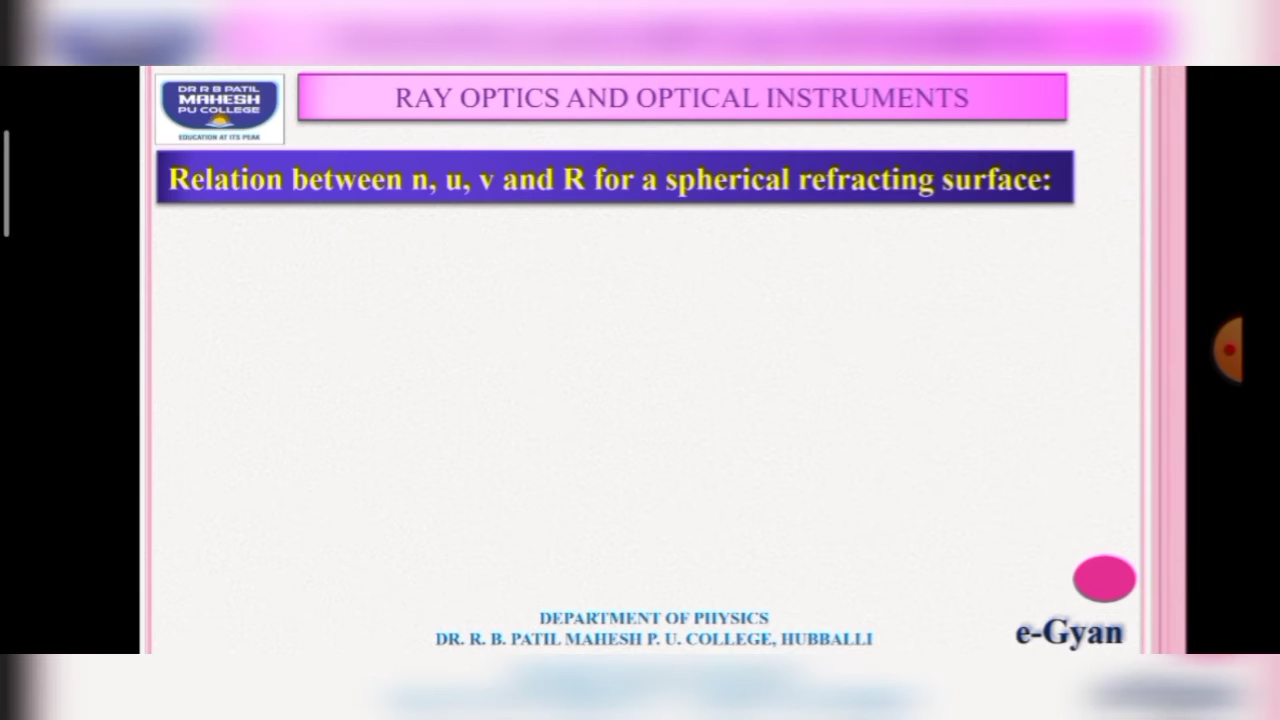 DR R B PATIL
MAHESH
PU COLLEGE
EDUCATION AT ITS PEAK
RAY OPTICS AND OPTICAL INSTRUMENTS
Relation between n, u, v and R for a spherical refracting surface:
DEPARTMENT OF PHYSICS
DR. R. B. PATIL MAHESH P. U. COLLEGE, HUBBALLI
e-Gyan